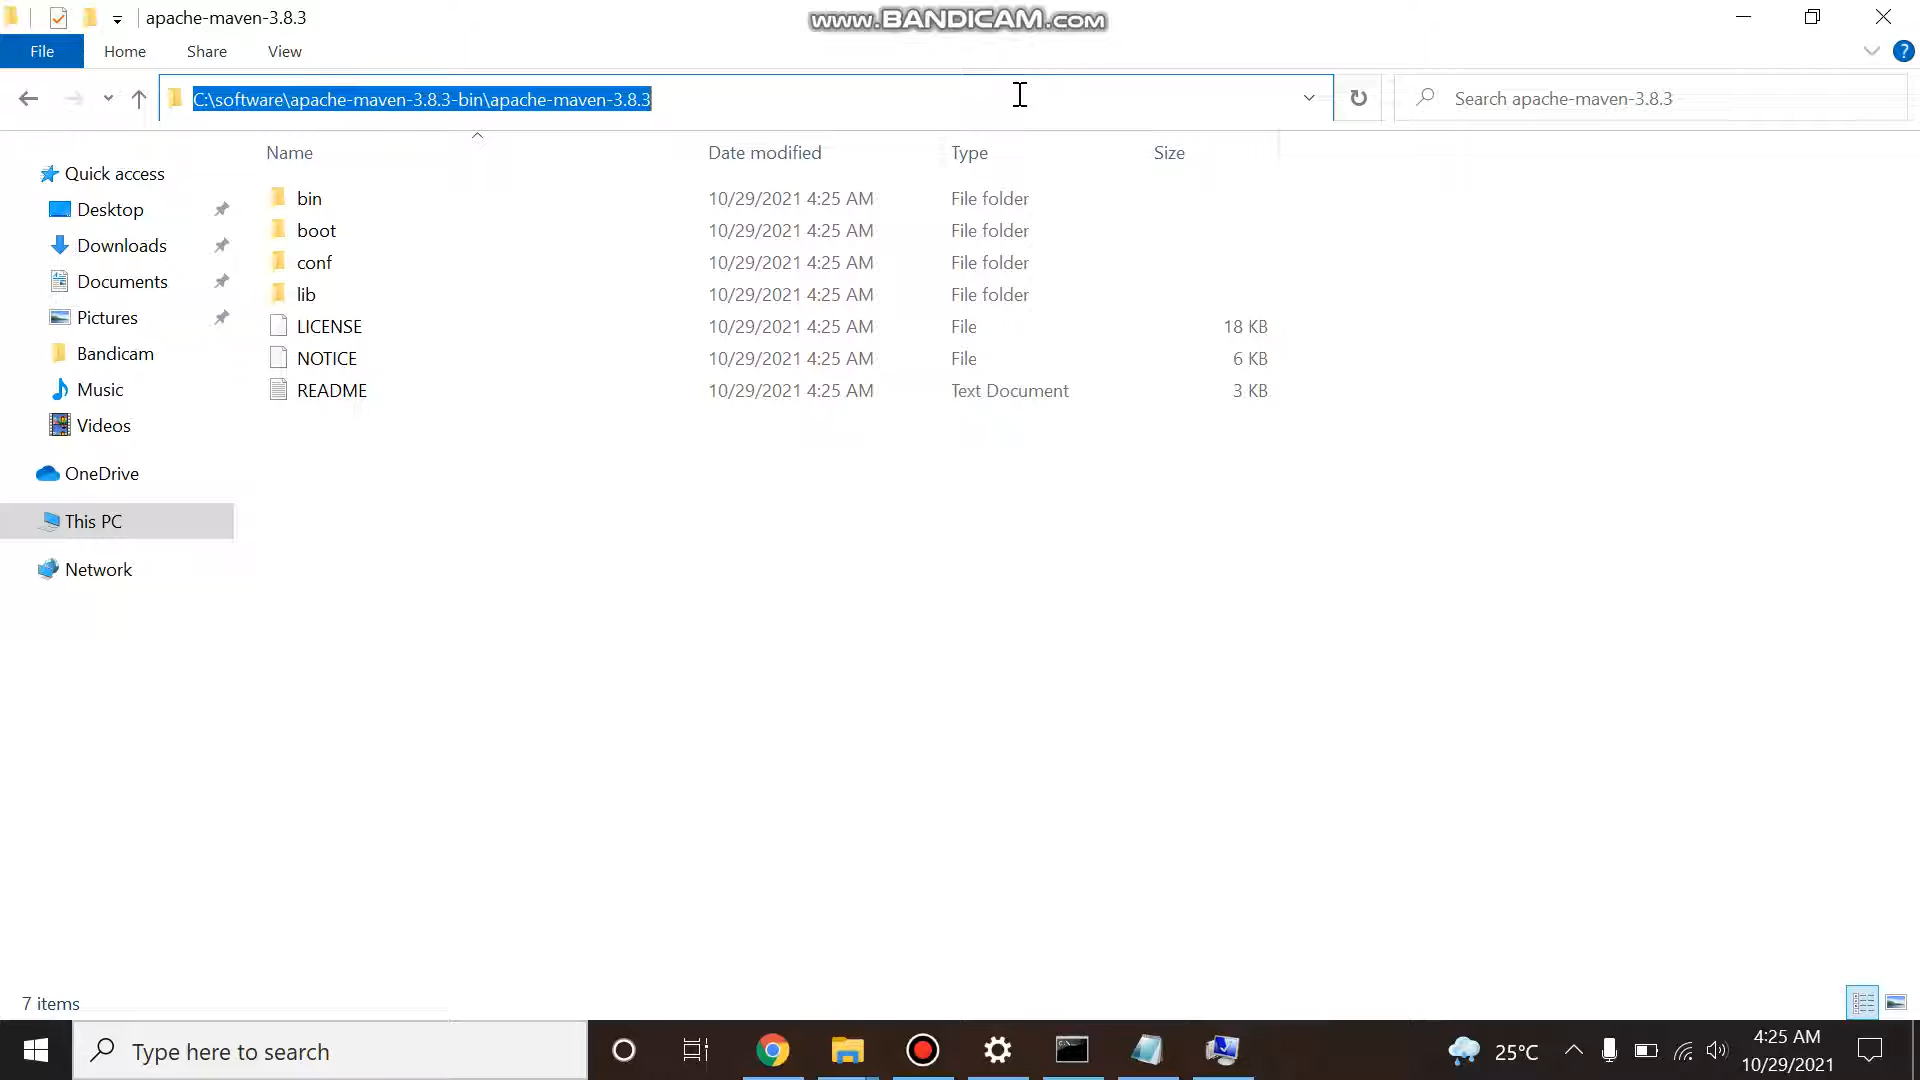 apache-maven-3.8.3
www.BANDICAM.com
File Home Share View
C:\software\apache-maven-3.8.3-bin\apache-maven-3.8.3
Search apache-maven-3.8.3
Name Date modified Type Size
Quick access
Desktop
Downloads
Documents
Pictures
Bandicam
Music
Videos
OneDrive
This PC
Network
bin 10/29/2021 4:25 AM File folder
boot 10/29/2021 4:25 AM File folder
conf 10/29/2021 4:25 AM File folder
lib 10/29/2021 4:25 AM File folder
LICENSE 10/29/2021 4:25 AM File 18 KB
NOTICE 10/29/2021 4:25 AM File 6 KB
README 10/29/2021 4:25 AM Text Document 3 KB
7 items
Type here to search
25°C
4:25 AM
10/29/2021